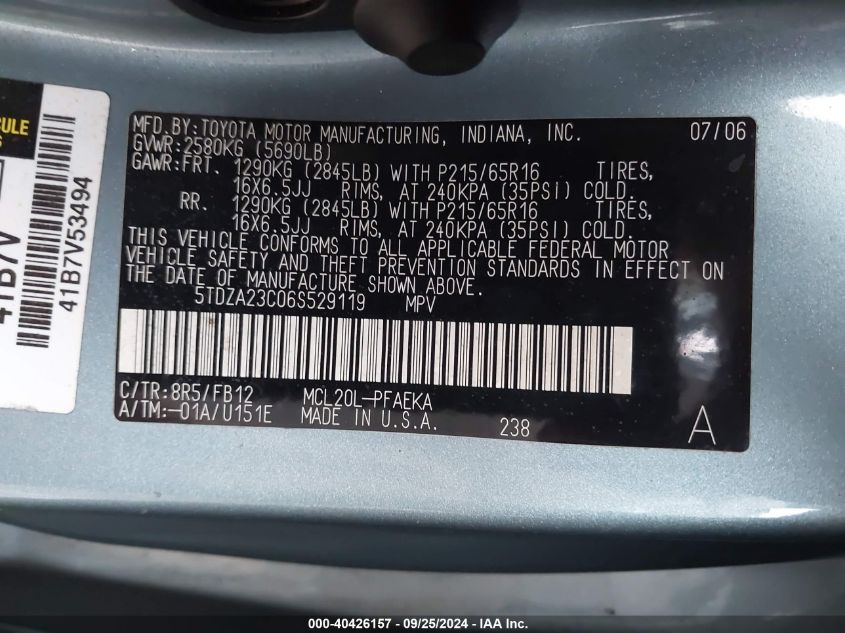 MFD.BY:TOYOTA MOTOR MANUFACTURING, INDIANA, INC. 07/06
GVWR:2580KG (5690LB)
GAWR:FRT. 1290KG (2845LB) WITH P215/65R16 TIRES,
16X6.5JJ RIMS, AT 240KPA (35PSI) COLD.
RR. 1290KG (2845LB) WITH P215/65R16 TIRES,
16X6.5JJ RIMS, AT 240KPA (35PSI) COLD.
THIS VEHICLE CONFORMS TO ALL APPLICABLE FEDERAL MOTOR
VEHICLE SAFETY AND THEFT PREVENTION STANDARDS IN EFFECT ON
THE DATE OF MANUFACTURE SHOWN ABOVE.
5TDZA23C06S529119 MPV
C/TR:8R5/FB12 MCL20L-PFAEKA
A/TM:-01A/U151E MADE IN U.S.A. 238 A
41B7V
41B7V53494
000-40426157 - 09/25/2024 - IAA Inc.